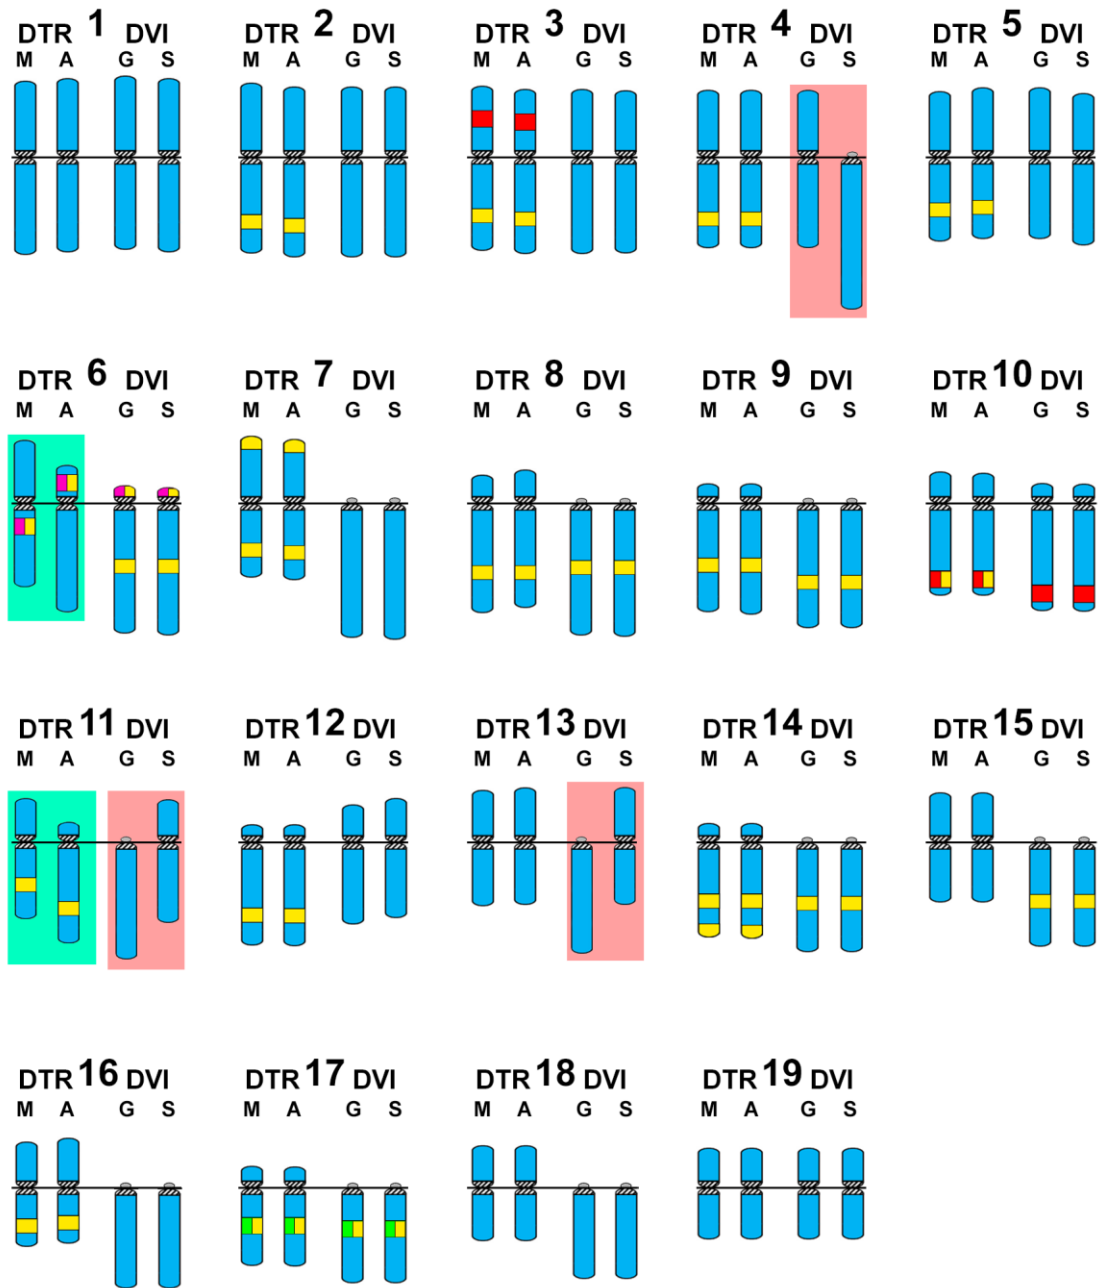 DTR 1 DVI DTR 2 DVI DTR 3 DVI DTR 4 DVI DTR 5 DVI
M A G S M A G S M A G S M A G S M A G S
DTR 6 DVI DTR 7 DVI DTR 8 DVI DTR 9 DVI DTR 10 DVI
M A G S M A G S M A G S M A G S M A G S
DTR 11 DVI DTR 12 DVI DTR 13 DVI DTR 14 DVI DTR 15 DVI
M A G S M A G S M A G S M A G S M A G S
DTR 16 DVI DTR 17 DVI DTR 18 DVI DTR 19 DVI
M A G S M A G S M A G S M A G S